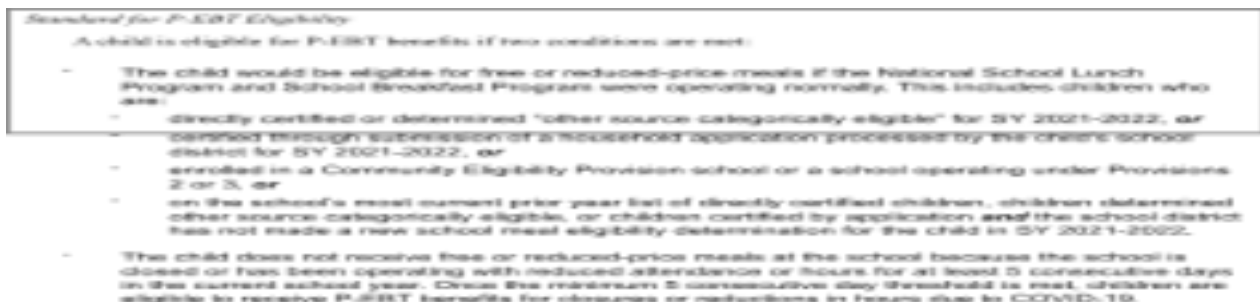 Standard for P-EBT Eligibility
A child is eligible for P-EBT benefits if two conditions are met:
- The child would be eligible for free or reduced-price meals if the National School Lunch
Program and School Breakfast Program were operating normally. This includes children who
are:
- directly certified or determined "other source categorically eligible" for SY 2021-2022, or
- certified through submission of a household application processed by the child's school
district for SY 2021-2022, or
- enrolled in a Community Eligibility Provision school or a school operating under Provisions
2 or 3, or
- on the school's most current prior year list of directly certified children, children determined
other source categorically eligible, or children certified by application and the school district
has not made a new school meal eligibility determination for the child in SY 2021-2022.
- The child does not receive free or reduced-price meals at the school because the school is
closed or has been operating with reduced attendance or hours for at least 5 consecutive days
in the current school year. Once the minimum 5 consecutive day threshold is met, children are
eligible to receive P-EBT benefits for closures or reductions in hours due to COVID-19.